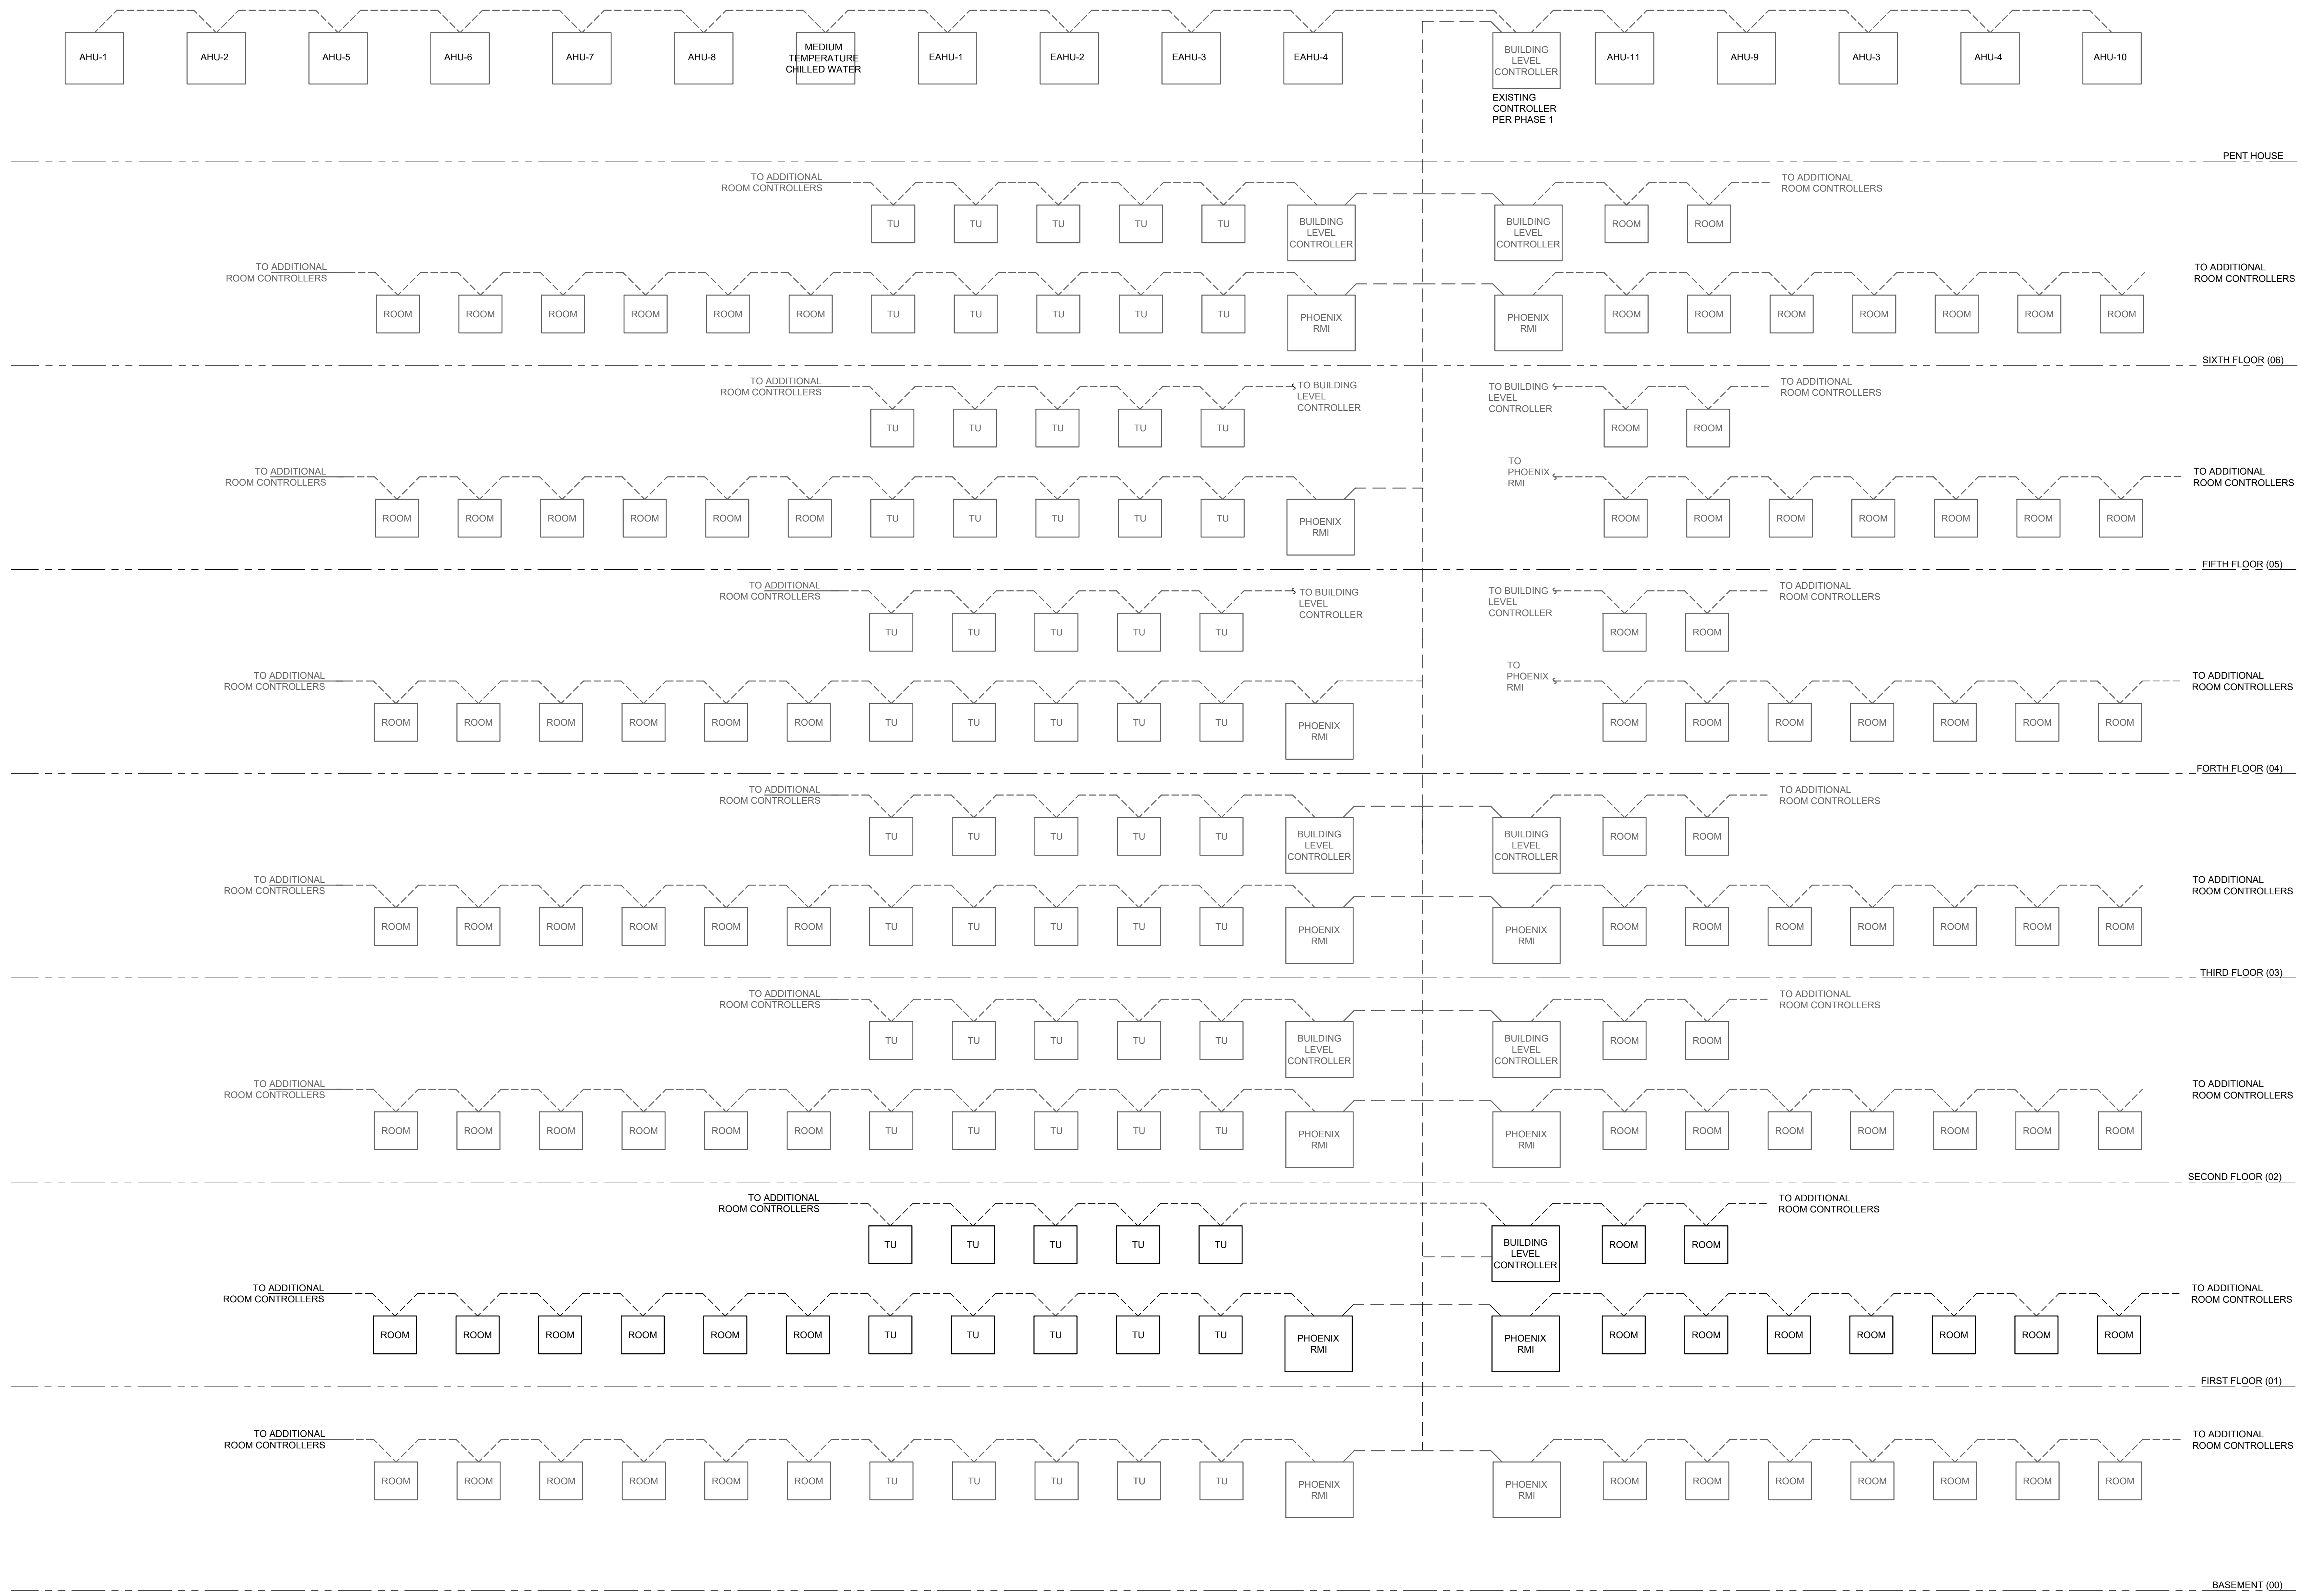 AHU-1
AHU-2
AHU-5
AHU-6
AHU-7
AHU-8
MEDIUM
TEMPERATURE
CHILLED WATER
EAHU-1
EAHU-2
EAHU-3
EAHU-4
BUILDING
LEVEL
CONTROLLER
AHU-11
AHU-9
AHU-3
AHU-4
AHU-10
EXISTING
CONTROLLER
PER PHASE 1
PENT HOUSE
TO ADDITIONAL
ROOM CONTROLLERS
TU
TU
TU
TU
TU
BUILDING
LEVEL
CONTROLLER
BUILDING
LEVEL
CONTROLLER
ROOM
ROOM
TO ADDITIONAL
ROOM CONTROLLERS
TO ADDITIONAL
ROOM CONTROLLERS
ROOM
ROOM
ROOM
ROOM
ROOM
ROOM
TU
TU
TU
TU
TU
PHOENIX
RMI
PHOENIX
RMI
ROOM
ROOM
ROOM
ROOM
ROOM
ROOM
ROOM
TO ADDITIONAL
ROOM CONTROLLERS
SIXTH FLOOR (06)
TO ADDITIONAL
ROOM CONTROLLERS
TU
TU
TU
TU
TU
TO BUILDING
LEVEL
CONTROLLER
TO BUILDING
LEVEL
CONTROLLER
ROOM
ROOM
TO ADDITIONAL
ROOM CONTROLLERS
TO ADDITIONAL
ROOM CONTROLLERS
ROOM
ROOM
ROOM
ROOM
ROOM
ROOM
TU
TU
TU
TU
TU
PHOENIX
RMI
TO
PHOENIX
RMI
ROOM
ROOM
ROOM
ROOM
ROOM
ROOM
ROOM
TO ADDITIONAL
ROOM CONTROLLERS
FIFTH FLOOR (05)
TO ADDITIONAL
ROOM CONTROLLERS
TU
TU
TU
TU
TU
TO BUILDING
LEVEL
CONTROLLER
TO BUILDING
LEVEL
CONTROLLER
ROOM
ROOM
TO ADDITIONAL
ROOM CONTROLLERS
TO ADDITIONAL
ROOM CONTROLLERS
ROOM
ROOM
ROOM
ROOM
ROOM
ROOM
TU
TU
TU
TU
TU
PHOENIX
RMI
TO
PHOENIX
RMI
ROOM
ROOM
ROOM
ROOM
ROOM
ROOM
ROOM
TO ADDITIONAL
ROOM CONTROLLERS
FORTH FLOOR (04)
TO ADDITIONAL
ROOM CONTROLLERS
TU
TU
TU
TU
TU
BUILDING
LEVEL
CONTROLLER
BUILDING
LEVEL
CONTROLLER
ROOM
ROOM
TO ADDITIONAL
ROOM CONTROLLERS
TO ADDITIONAL
ROOM CONTROLLERS
ROOM
ROOM
ROOM
ROOM
ROOM
ROOM
TU
TU
TU
TU
TU
PHOENIX
RMI
PHOENIX
RMI
ROOM
ROOM
ROOM
ROOM
ROOM
ROOM
ROOM
TO ADDITIONAL
ROOM CONTROLLERS
THIRD FLOOR (03)
TO ADDITIONAL
ROOM CONTROLLERS
TU
TU
TU
TU
TU
BUILDING
LEVEL
CONTROLLER
BUILDING
LEVEL
CONTROLLER
ROOM
ROOM
TO ADDITIONAL
ROOM CONTROLLERS
TO ADDITIONAL
ROOM CONTROLLERS
ROOM
ROOM
ROOM
ROOM
ROOM
ROOM
TU
TU
TU
TU
TU
PHOENIX
RMI
PHOENIX
RMI
ROOM
ROOM
ROOM
ROOM
ROOM
ROOM
ROOM
TO ADDITIONAL
ROOM CONTROLLERS
SECOND FLOOR (02)
TO ADDITIONAL
ROOM CONTROLLERS
TU
TU
TU
TU
TU
BUILDING
LEVEL
CONTROLLER
ROOM
ROOM
TO ADDITIONAL
ROOM CONTROLLERS
TO ADDITIONAL
ROOM CONTROLLERS
ROOM
ROOM
ROOM
ROOM
ROOM
ROOM
TU
TU
TU
TU
TU
PHOENIX
RMI
PHOENIX
RMI
ROOM
ROOM
ROOM
ROOM
ROOM
ROOM
ROOM
TO ADDITIONAL
ROOM CONTROLLERS
FIRST FLOOR (01)
TO ADDITIONAL
ROOM CONTROLLERS
ROOM
ROOM
ROOM
ROOM
ROOM
ROOM
TU
TU
TU
TU
TU
PHOENIX
RMI
PHOENIX
RMI
ROOM
ROOM
ROOM
ROOM
ROOM
ROOM
ROOM
TO ADDITIONAL
ROOM CONTROLLERS
BASEMENT (00)